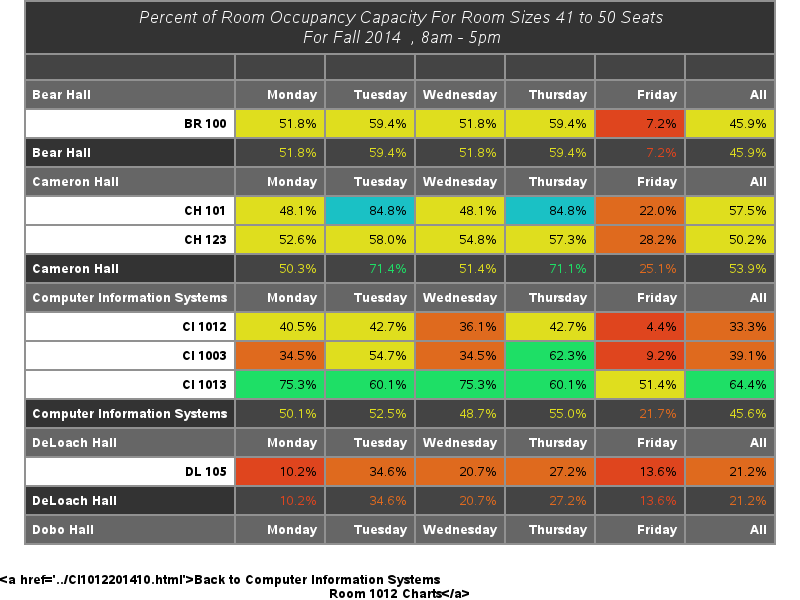 Percent of Room Occupancy Capacity For Room Sizes 41 to 50 Seats
For Fall 2014 , 8am - 5pm
Bear Hall Monday Tuesday Wednesday Thursday Friday All
BR 100 51.8% 59.4% 51.8% 59.4% 7.2% 45.9%
Bear Hall 51.8% 59.4% 51.8% 59.4% 7.2% 45.9%
Cameron Hall Monday Tuesday Wednesday Thursday Friday All
CH 101 48.1% 84.8% 48.1% 84.8% 22.0% 57.5%
CH 123 52.6% 58.0% 54.8% 57.3% 28.2% 50.2%
Cameron Hall 50.3% 71.4% 51.4% 71.1% 25.1% 53.9%
Computer Information Systems Monday Tuesday Wednesday Thursday Friday All
CI 1012 40.5% 42.7% 36.1% 42.7% 4.4% 33.3%
CI 1003 34.5% 54.7% 34.5% 62.3% 9.2% 39.1%
CI 1013 75.3% 60.1% 75.3% 60.1% 51.4% 64.4%
Computer Information Systems 50.1% 52.5% 48.7% 55.0% 21.7% 45.6%
DeLoach Hall Monday Tuesday Wednesday Thursday Friday All
DL 105 10.2% 34.6% 20.7% 27.2% 13.6% 21.2%
DeLoach Hall 10.2% 34.6% 20.7% 27.2% 13.6% 21.2%
Dobo Hall Monday Tuesday Wednesday Thursday Friday All
<a href='../CI1012201410.html'>Back to Computer Information Systems
Room 1012 Charts</a>